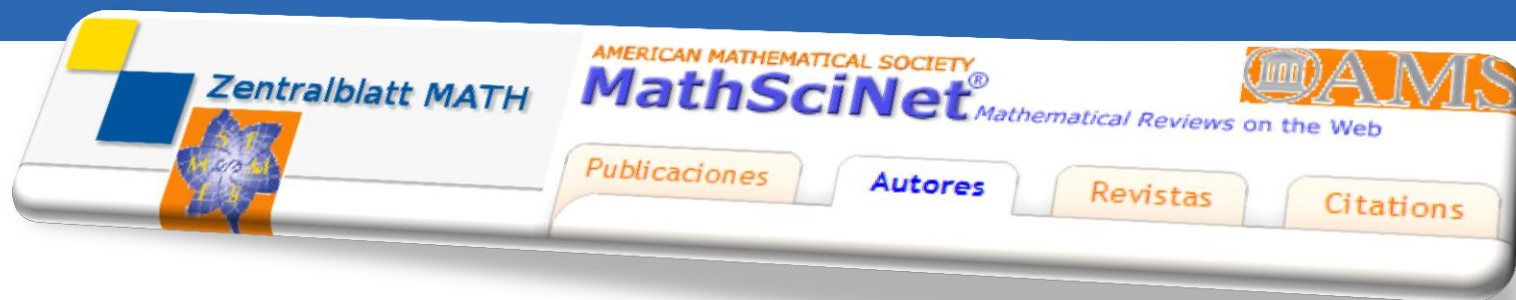 Zentralblatt MATH
AMERICAN MATHEMATICAL SOCIETY
MathSciNet®
Mathematical Reviews on the Web
AMS
Publicaciones
Autores
Revistas
Citations